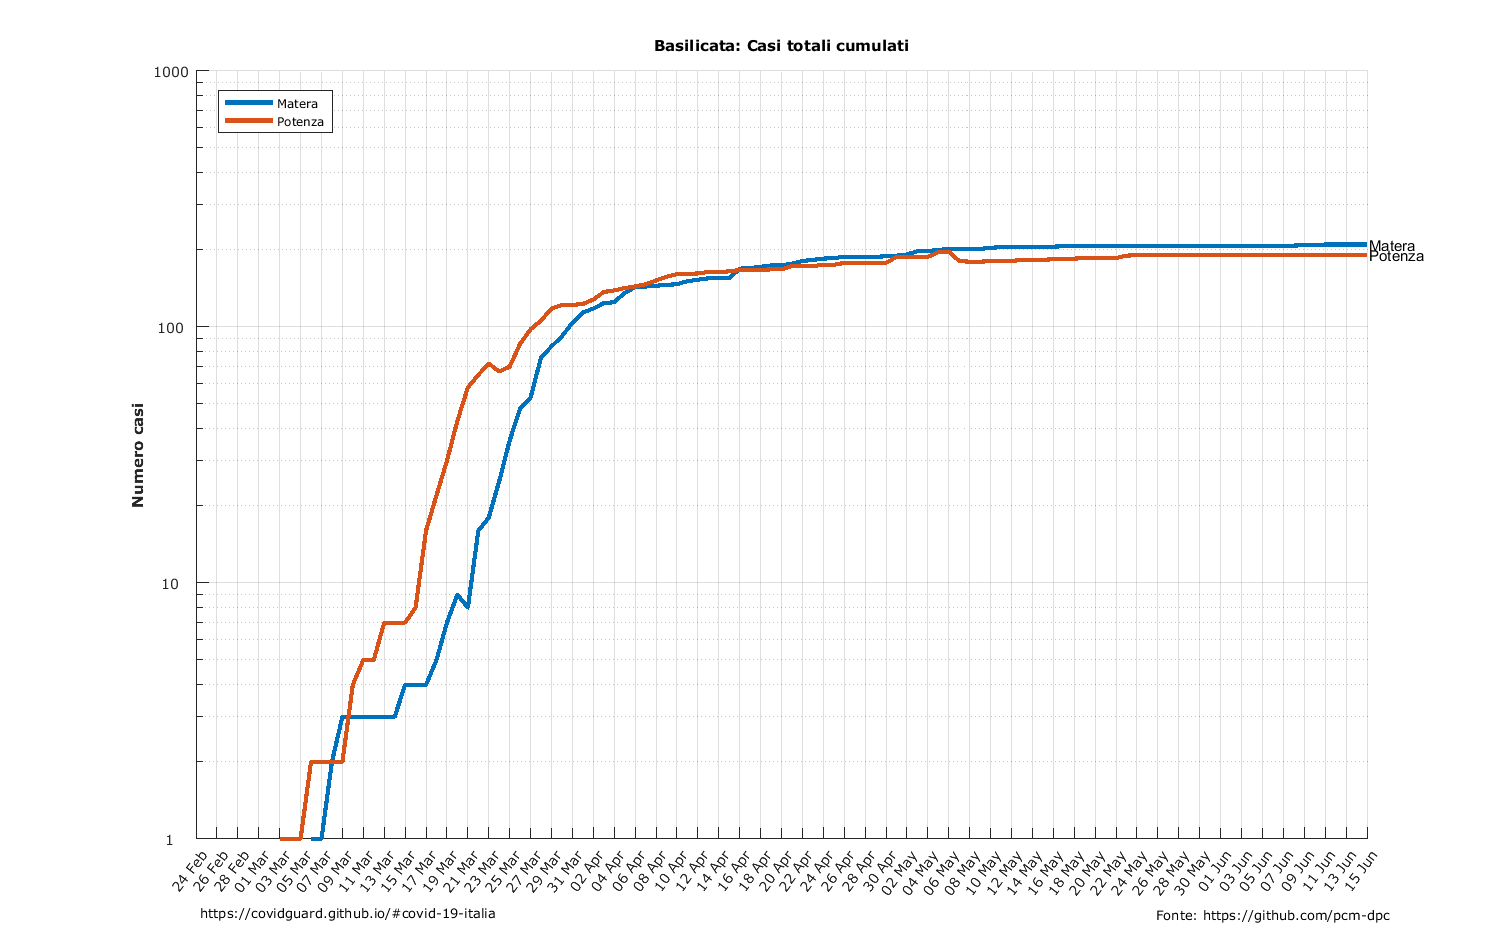 Basilicata: Casi totali cumulati
1000
100
10
1
Numero casi
Matera
Potenza
Matera
Potenza
24 Feb
26 Feb
28 Feb
01 Mar
03 Mar
05 Mar
07 Mar
09 Mar
11 Mar
13 Mar
15 Mar
17 Mar
19 Mar
21 Mar
23 Mar
25 Mar
27 Mar
29 Mar
31 Mar
02 Apr
04 Apr
06 Apr
08 Apr
10 Apr
12 Apr
14 Apr
16 Apr
18 Apr
20 Apr
22 Apr
24 Apr
26 Apr
28 Apr
30 Apr
02 May
04 May
06 May
08 May
10 May
12 May
14 May
16 May
18 May
20 May
22 May
24 May
26 May
28 May
30 May
01 Jun
03 Jun
05 Jun
07 Jun
09 Jun
11 Jun
13 Jun
15 Jun
https://covidguard.github.io/#covid-19-italia
Fonte: https://github.com/pcm-dpc